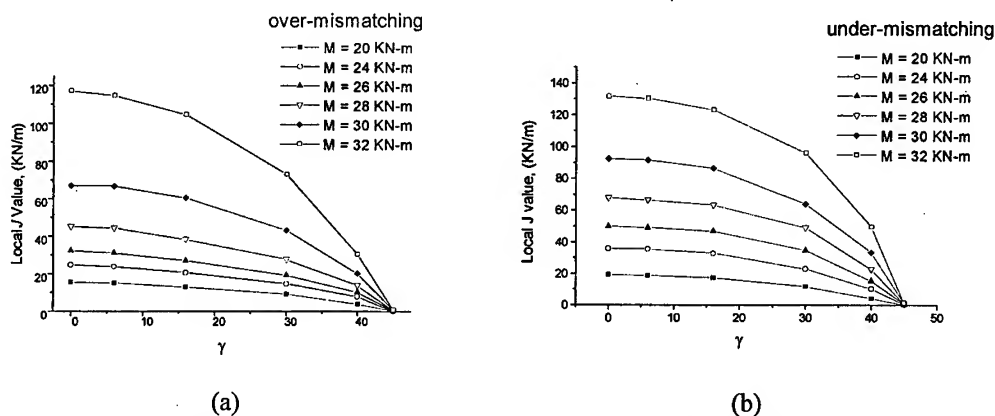 over-mismatching
M = 20 KN-m
M = 24 KN-m
M = 26 KN-m
M = 28 KN-m
M = 30 KN-m
M = 32 KN-m
Local J Value, (KN/m)
120
80
60
40
20
0
0
10
20
30
40
γ
(a)
under-mismatching
M = 20 KN-m
M = 24 KN-m
M = 26 KN-m
M = 28 KN-m
M = 30 KN-m
M = 32 KN-m
Local J value, (KN/m)
140
120
100
80
60
40
20
0
0
10
20
30
40
50
γ
(b)